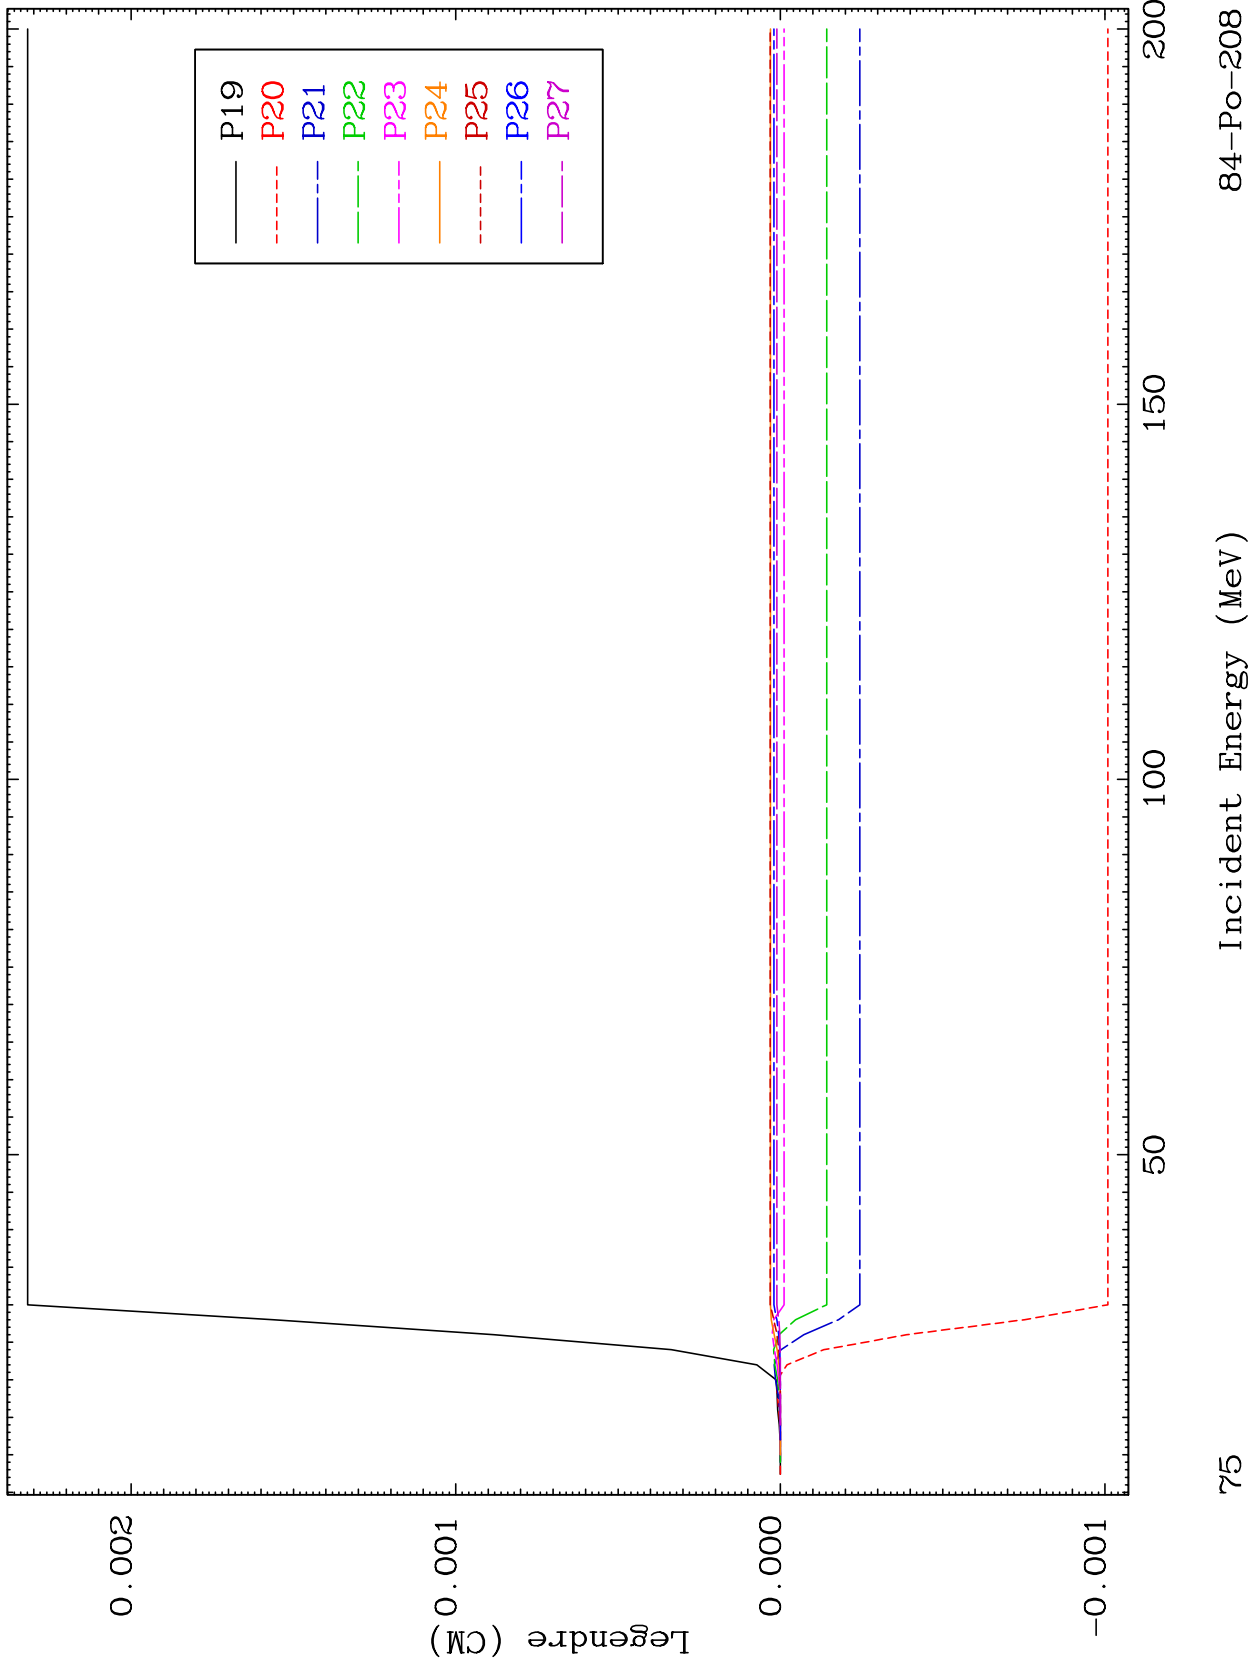 P19
P20
P21
P22
P23
P24
P25
P26
P27
0.002
0.001
0.000
-0.001
Legendre (CM)
50
100
150
200
75
Incident Energy (MeV)
84-Po-208